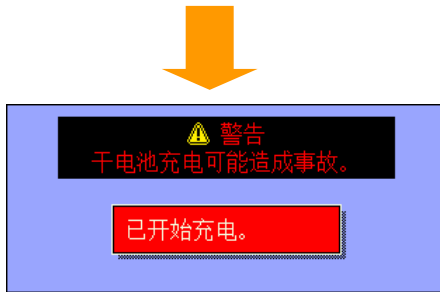 警告
干电池充电可能造成事故。
已开始充电。